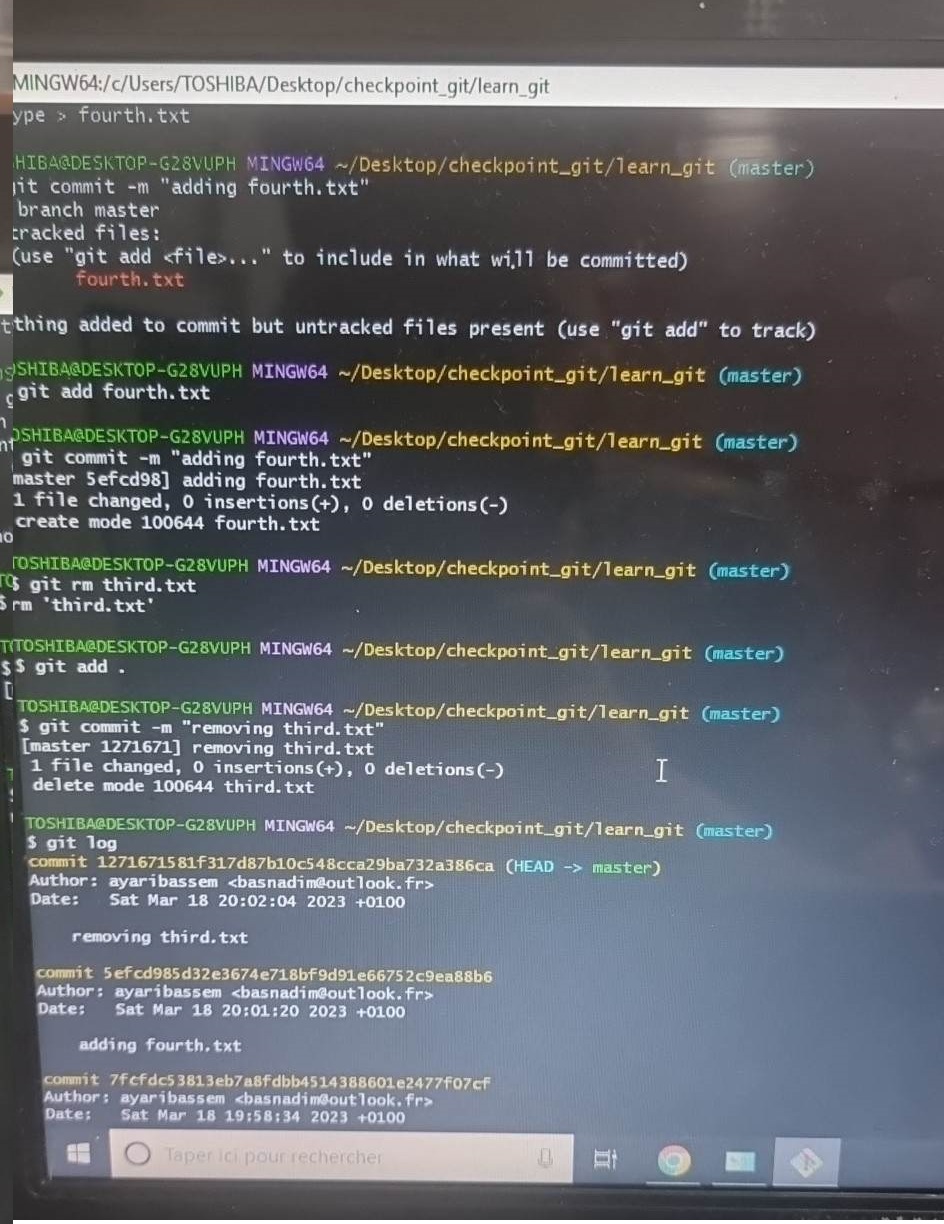 MINGW64:/c/Users/TOSHIBA/Desktop/checkpoint_git/learn_git
ype > fourth.txt
HIBA@DESKTOP-G28VUPH MINGW64 ~/Desktop/checkpoint_git/learn_git (master)
git commit -m "adding fourth.txt"
branch master
tracked files:
(use "git add <file>..." to include in what will be committed)
fourth.txt
thing added to commit but untracked files present (use "git add" to track)
OSHIBA@DESKTOP-G28VUPH MINGW64 ~/Desktop/checkpoint_git/learn_git (master)
git add fourth.txt
OSHIBA@DESKTOP-G28VUPH MINGW64 ~/Desktop/checkpoint_git/learn_git (master)
git commit -m "adding fourth.txt"
master 5efcd98] adding fourth.txt
1 file changed, 0 insertions(+), 0 deletions(-)
create mode 100644 fourth.txt
TOSHIBA@DESKTOP-G28VUPH MINGW64 ~/Desktop/checkpoint_git/learn_git (master)
$ git rm third.txt
rm 'third.txt'
TOSHIBA@DESKTOP-G28VUPH MINGW64 ~/Desktop/checkpoint_git/learn_git (master)
$ git add .
TOSHIBA@DESKTOP-G28VUPH MINGW64 ~/Desktop/checkpoint_git/learn_git (master)
$ git commit -m "removing third.txt"
[master 1271671] removing third.txt
1 file changed, 0 insertions(+), 0 deletions(-)
delete mode 100644 third.txt
TOSHIBA@DESKTOP-G28VUPH MINGW64 ~/Desktop/checkpoint_git/learn_git (master)
$ git log
commit 1271671581f317d87b10c548cca29ba732a386ca (HEAD -> master)
Author: ayaribassem <basnadim@outlook.fr>
Date: Sat Mar 18 20:02:04 2023 +0100
removing third.txt
commit 5efcd985d32e3674e718bf9d91e66752c9ea88b6
Author: ayaribassem <basnadim@outlook.fr>
Date: Sat Mar 18 20:01:20 2023 +0100
adding fourth.txt
commit 7fcfdc53813eb7a8fdbb4514388601e2477f07cf
Author: ayaribassem <basnadim@outlook.fr>
Date: Sat Mar 18 19:58:34 2023 +0100
Taper ici pour rechercher